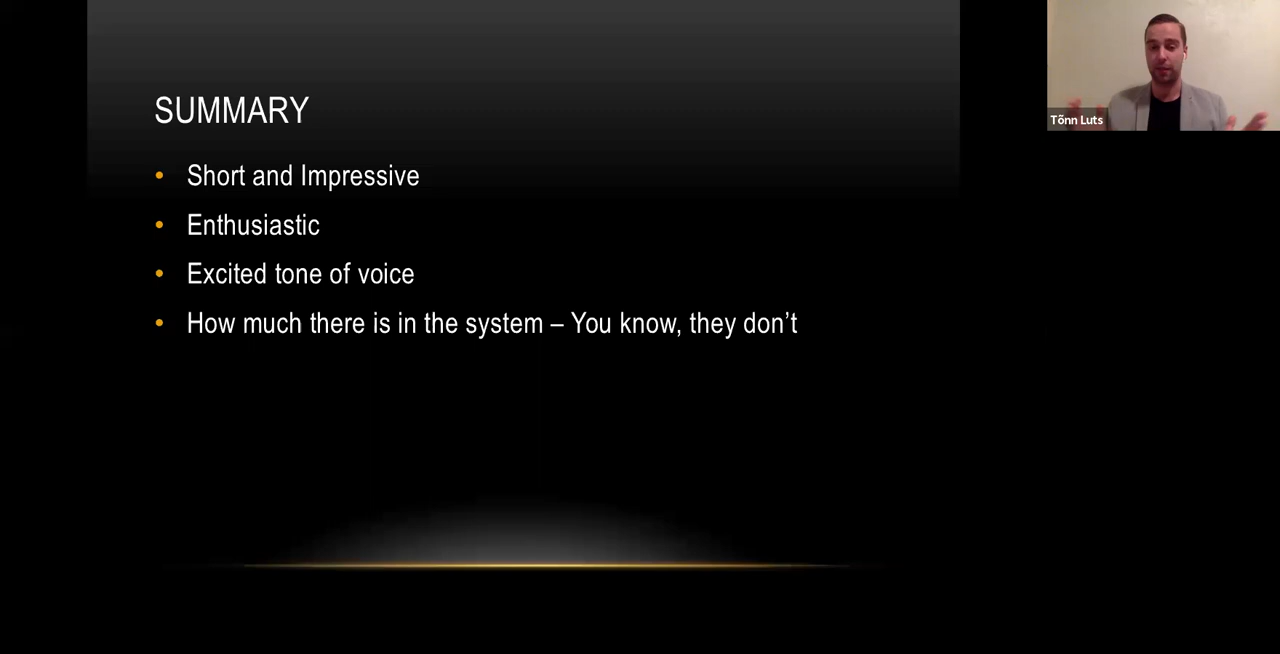 SUMMARY
• Short and Impressive
• Enthusiastic
• Excited tone of voice
• How much there is in the system – You know, they don’t
Tõnn Luts